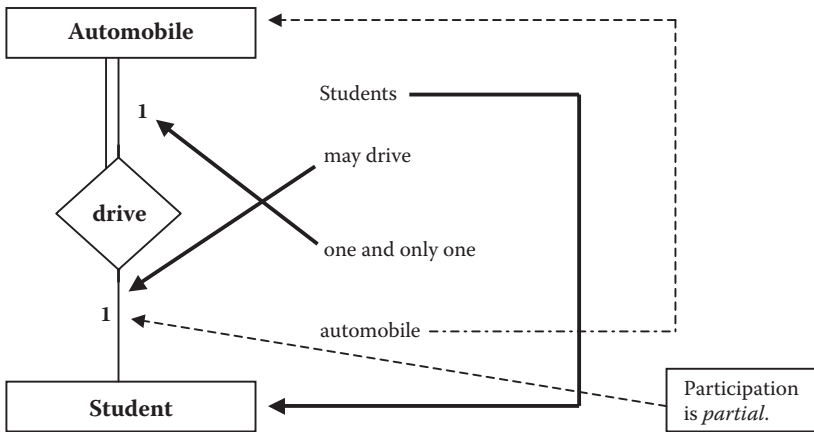 Automobile
Students
1
may drive
drive
one and only one
1
automobile
Student
Participation
is partial.